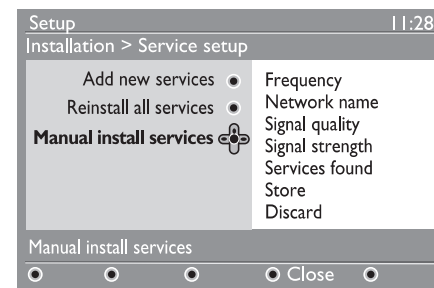 Setup 11:28
Installation > Service setup
Add new services
Reinstall all services
Manual install services
Frequency
Network name
Signal quality
Signal strength
Services found
Store
Discard
Manual install services
Close